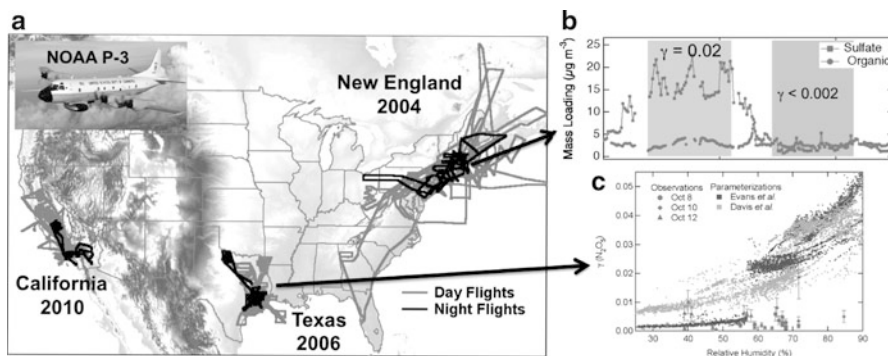 a
NOAA P-3
New England
2004
California
2010
Texas
2006
Day Flights
Night Flights
b
Mass Loading (µg m⁻³)
25
20
15
10
5
0
γ = 0.02
γ < 0.002
Sulfate
Organic
c
γ (N₂O₅)
0.05
0.04
0.03
0.02
0.01
0.00
Observations
Oct 8
Oct 10
Oct 12
Parameterizations
Evans et al.
Davis et al.
30
40
50
60
70
80
90
Relative Humidity (%)